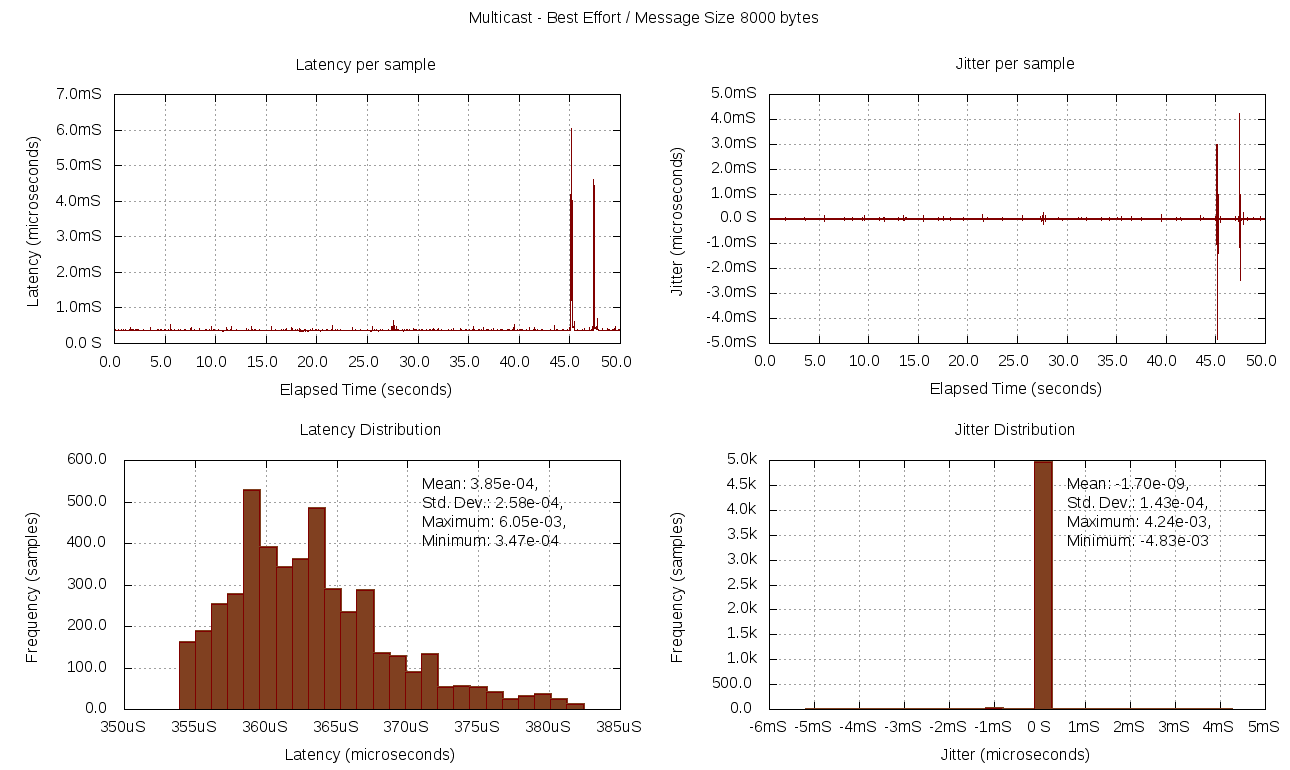 Multicast - Best Effort / Message Size 8000 bytes
Latency per sample
7.0mS
6.0mS
5.0mS
4.0mS
3.0mS
2.0mS
1.0mS
0.0 S
Latency (microseconds)
0.0 5.0 10.0 15.0 20.0 25.0 30.0 35.0 40.0 45.0 50.0
Elapsed Time (seconds)
Jitter per sample
5.0mS
4.0mS
3.0mS
2.0mS
1.0mS
0.0 S
-1.0mS
-2.0mS
-3.0mS
-4.0mS
-5.0mS
Jitter (microseconds)
0.0 5.0 10.0 15.0 20.0 25.0 30.0 35.0 40.0 45.0 50.0
Elapsed Time (seconds)
Latency Distribution
600.0
500.0
400.0
300.0
200.0
100.0
0.0
Frequency (samples)
Mean: 3.85e-04,
Std. Dev.: 2.58e-04,
Maximum: 6.05e-03,
Minimum: 3.47e-04
350uS 355uS 360uS 365uS 370uS 375uS 380uS 385uS
Latency (microseconds)
Jitter Distribution
5.0k
4.5k
4.0k
3.5k
3.0k
2.5k
2.0k
1.5k
1.0k
500.0
0.0
Frequency (samples)
Mean: -1.70e-09,
Std. Dev.: 1.43e-04,
Maximum: 4.24e-03,
Minimum: -4.83e-03
-6mS -5mS -4mS -3mS -2mS -1mS 0 S 1mS 2mS 3mS 4mS 5mS
Jitter (microseconds)